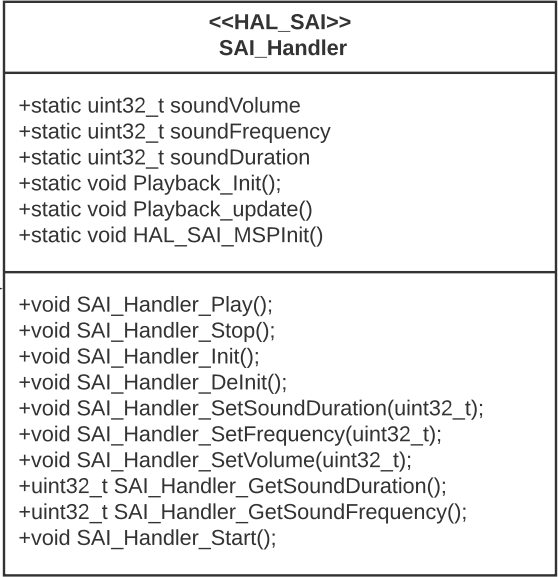 <<HAL_SAI>>
SAI_Handler
+static uint32_t soundVolume
+static uint32_t soundFrequency
+static uint32_t soundDuration
+static void Playback_Init();
+static void Playback_update()
+static void HAL_SAI_MSPInit()
+void SAI_Handler_Play();
+void SAI_Handler_Stop();
+void SAI_Handler_Init();
+void SAI_Handler_DeInit;
+void SAI_Handler_SetSoundDuration(uint32_t);
+void SAI_Handler_SetFrequency(uint32_t);
+void SAI_Handler_SetVolume(uint32_t);
+uint32_t SAI_Handler_GetSoundDuration();
+uint32_t SAI_Handler_GetSoundFrequency();
+void SAI_Handler_Start();